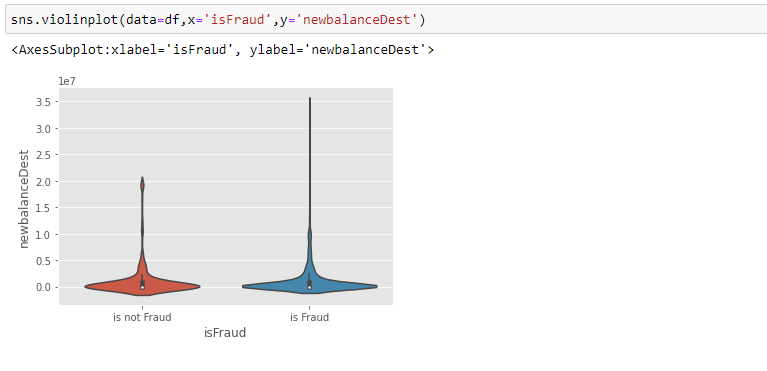 sns.violinplot(data=df,x='isFraud',y='newbalanceDest')
<AxesSubplot:xlabel='isFraud', ylabel='newbalanceDest'>
1e7
3.5
3.0
2.5
2.0
1.5
1.0
0.5
0.0
newbalanceDest
is not Fraud is Fraud
isFraud